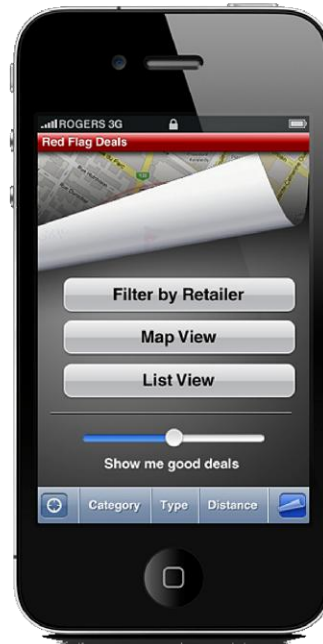 ROGERS 3G
Red Flag Deals
Filter by Retailer
Map View
List View
Show me good deals
Category Type Distance